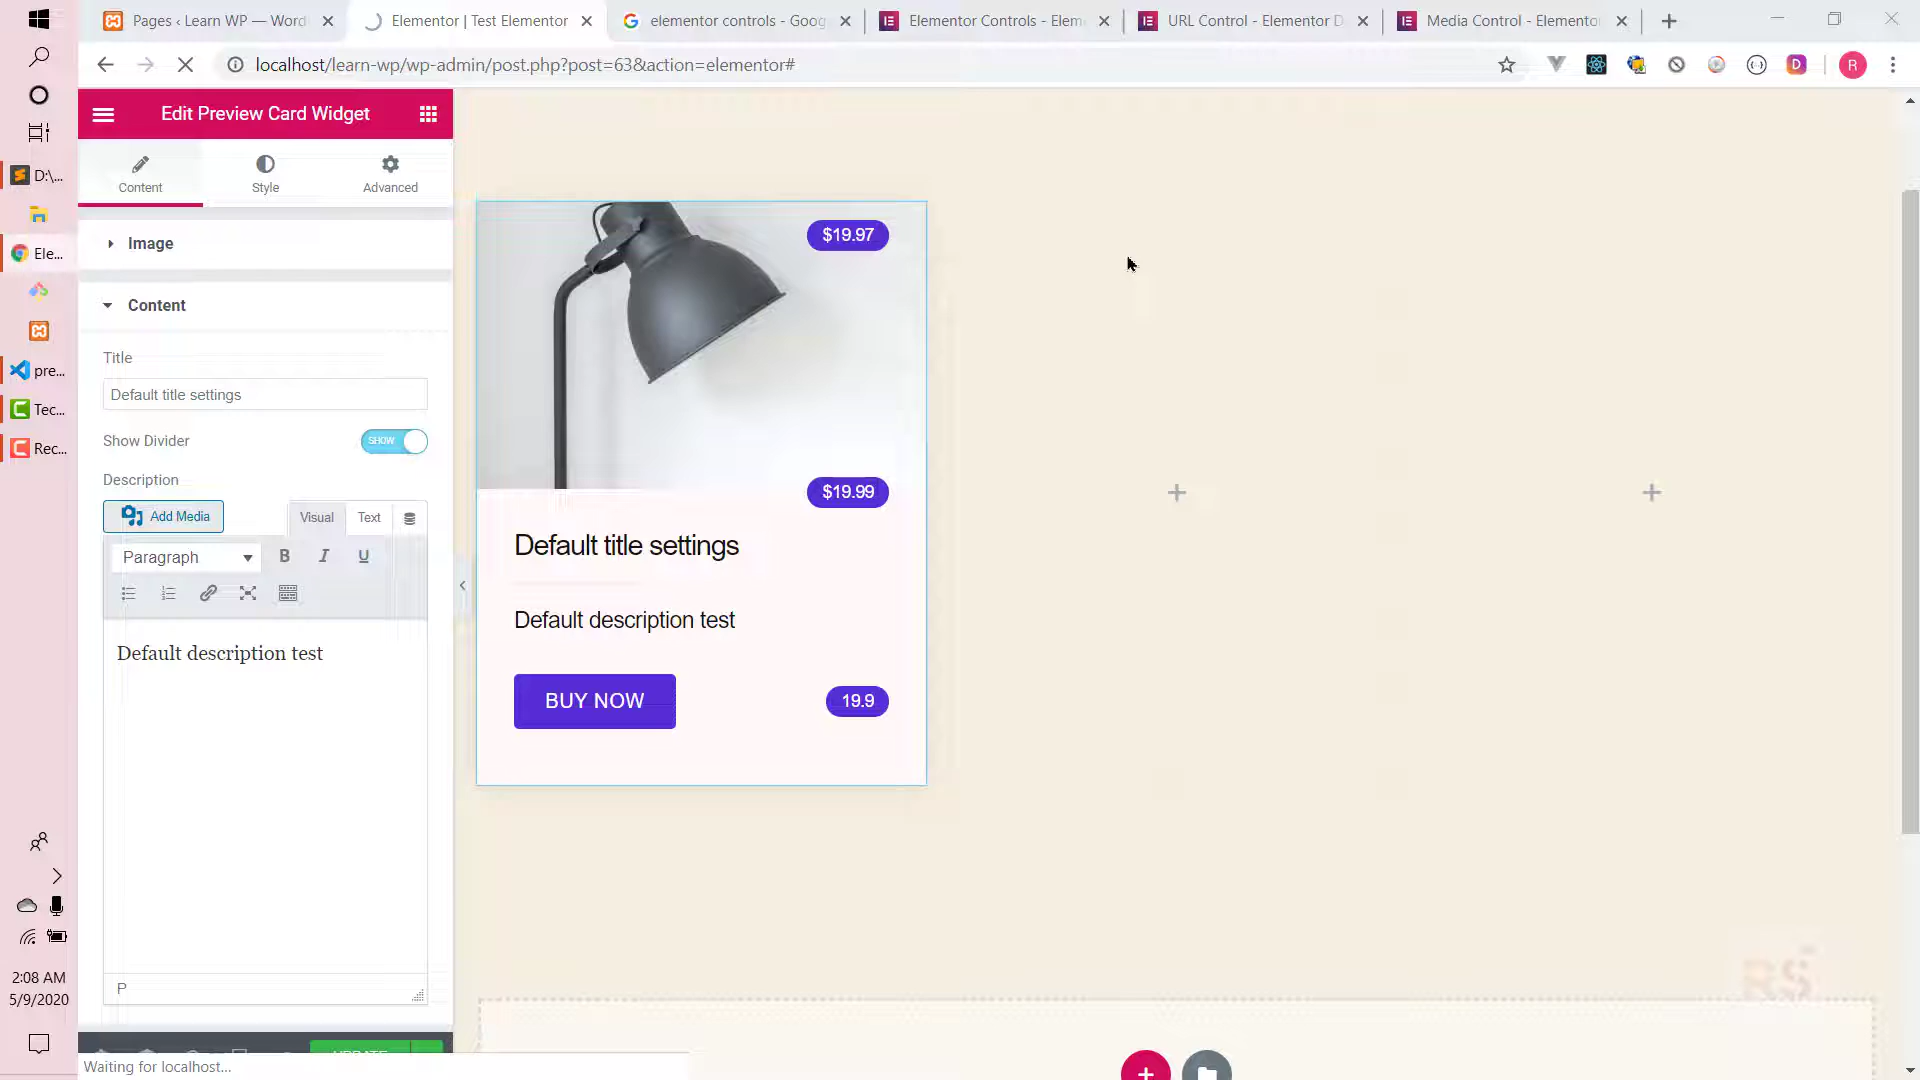 Pages ‹ Learn WP — Word
Elementor | Test Elementor
elementor controls - Goog
Elementor Controls - Elem
URL Control - Elementor D
Media Control - Elemento
localhost/learn-wp/wp-admin/post.php?post=63&action=elementor#
R
D:\...
Ele...
pre...
Tec...
Rec...
2:08 AM
5/9/2020
Edit Preview Card Widget
Content
Style
Advanced
Image
Content
Title
Default title settings
Show Divider
SHOW
Description
Add Media
Visual
Text
Paragraph
B
I
U
Default description test
P
UPDATE
Waiting for localhost...
$19.97
$19.99
Default title settings
Default description test
BUY NOW
19.9
RS